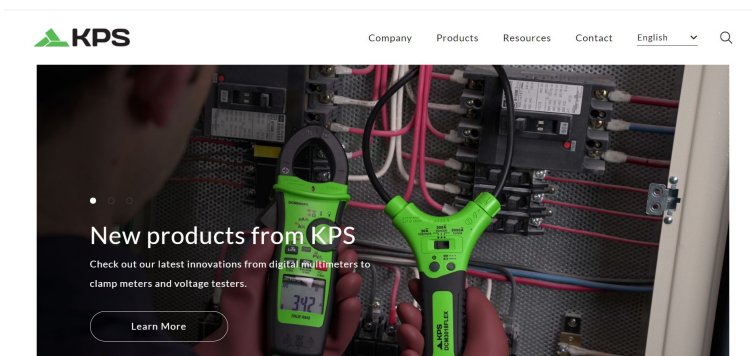 KPS
Company Products Resources Contact English
New products from KPS
Check out our latest innovations from digital multimeters to
clamp meters and voltage testers.
Learn More
342
KPS
DCM3018FLEX